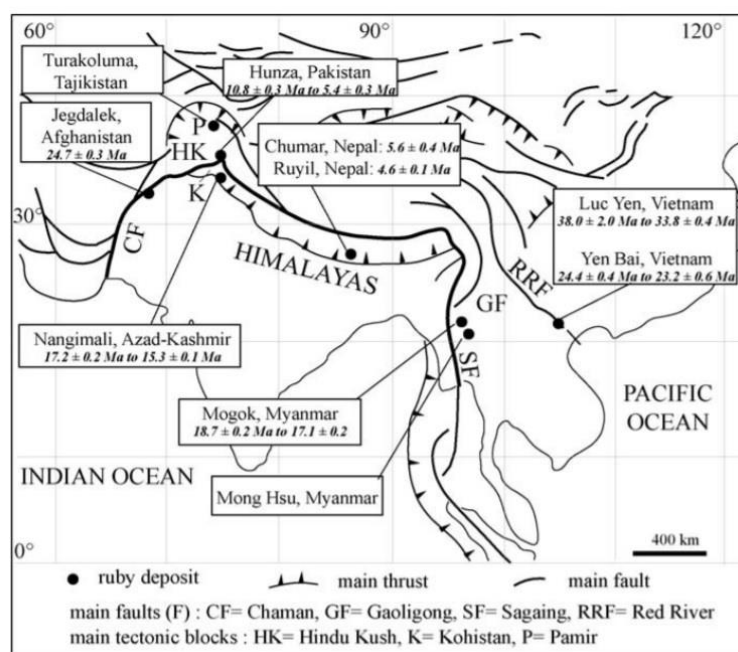 60°
90°
120°
Turakoluma,
Tajikistan
Hunza, Pakistan
10.8 ± 0.3 Ma to 5.4 ± 0.3 Ma
Jegdalek,
Afghanistan
24.7 ± 0.3 Ma
P
HK
K
Chumar, Nepal: 5.6 ± 0.4 Ma
Ruyil, Nepal: 4.6 ± 0.1 Ma
30°
CF
HIMALAYAS
Luc Yen, Vietnam
38.0 ± 2.0 Ma to 33.8 ± 0.4 Ma
Yen Bai, Vietnam
24.4 ± 0.4 Ma to 23.2 ± 0.6 Ma
RRF
GF
SF
Nangimali, Azad-Kashmir
17.2 ± 0.2 Ma to 15.3 ± 0.1 Ma
Mogok, Myanmar
18.7 ± 0.2 Ma to 17.1 ± 0.2
PACIFIC
OCEAN
INDIAN OCEAN
Mong Hsu, Myanmar
0°
400 km
ruby deposit main thrust main fault
main faults (F) : CF= Chaman, GF= Gaoligong, SF= Sagaing, RRF= Red River
main tectonic blocks : HK= Hindu Kush, K= Kohistan, P= Pamir